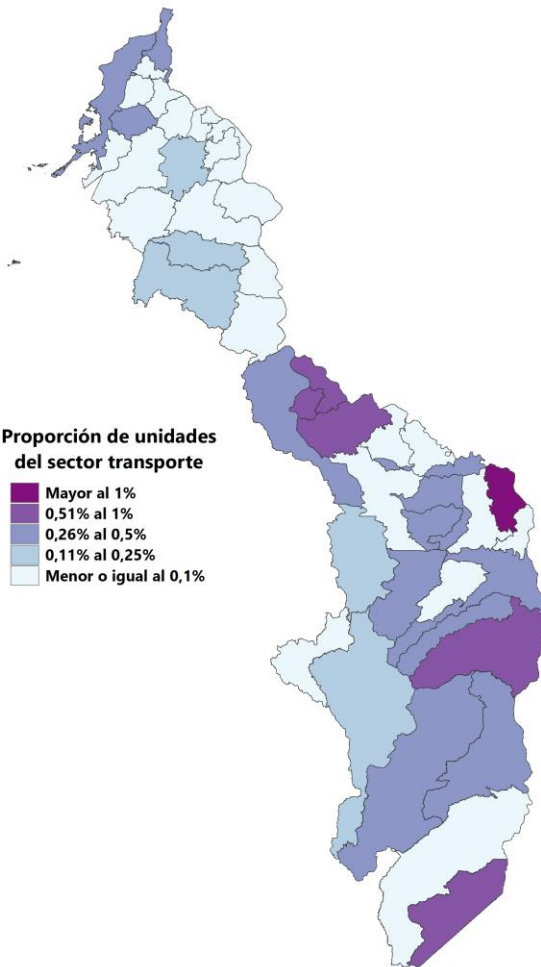 Proporción de unidades
del sector transporte
Mayor al 1%
0,51% al 1%
0,26% al 0,5%
0,11% al 0,25%
Menor o igual al 0,1%